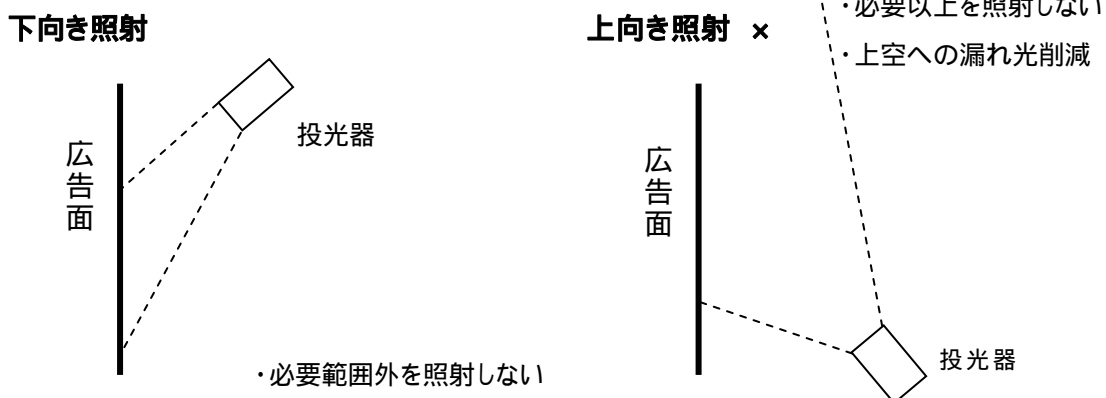 下向き照射
投光器
広告面
・必要範囲外を照射しない
上向き照射 ×
・必要以上を照射しない
・上空への漏れ光削減
広告面
投光器